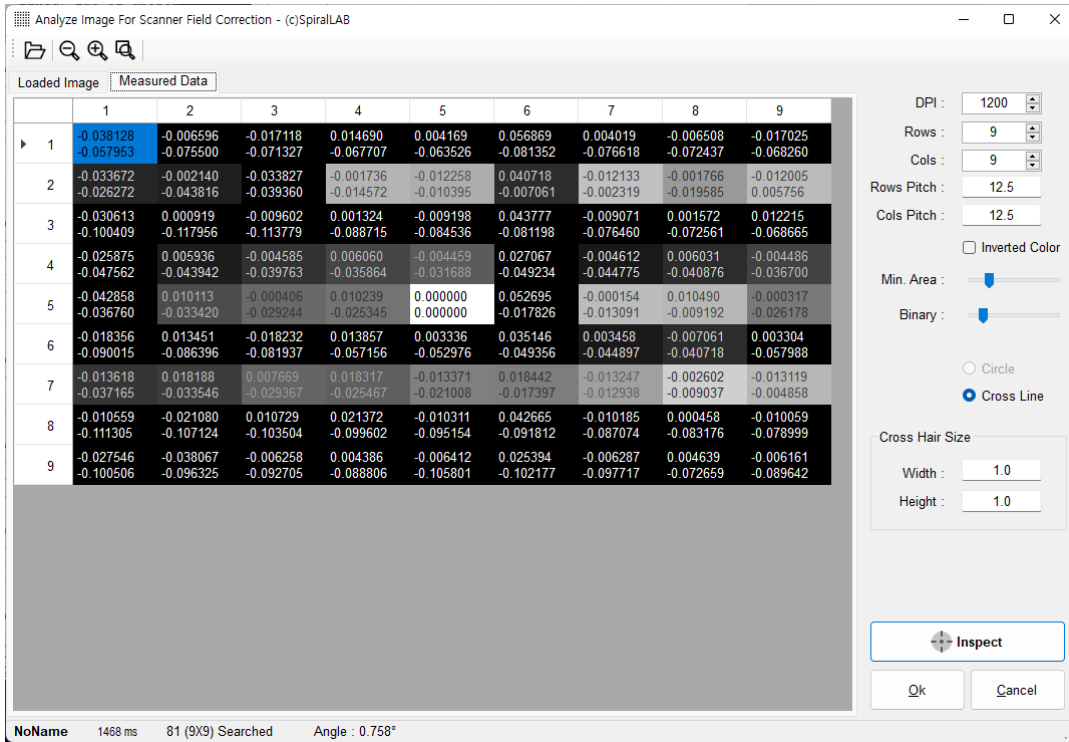 Analyze Image For Scanner Field Correction - (c)SpiralLAB
Loaded Image Measured Data
1 2 3 4 5 6 7 8 9
1 -0.038128 -0.006596 -0.017118 0.014690 0.004169 0.056869 0.004019 -0.006508 -0.017025
-0.057953 -0.075500 -0.071327 -0.067707 -0.063526 -0.081352 -0.076618 -0.072437 -0.068260
2 -0.033672 -0.002140 -0.033827 -0.001736 -0.012258 0.040718 -0.012133 -0.001766 -0.012005
-0.026272 -0.043816 -0.039360 -0.014572 -0.010395 -0.007061 -0.002319 -0.019585 0.005756
3 -0.030613 0.000919 -0.009602 0.001324 -0.009198 0.043777 -0.009071 0.001572 0.012215
-0.100409 -0.117956 -0.113779 -0.088715 -0.084536 -0.081198 -0.076460 -0.072561 -0.068665
4 -0.025875 0.005936 -0.004585 0.006060 -0.004459 0.027067 -0.004612 0.006031 -0.004486
-0.047562 -0.043942 -0.039763 -0.035864 -0.031688 -0.049234 -0.044775 -0.040876 -0.036700
5 -0.042858 0.010113 -0.000406 0.010239 0.000000 0.052695 -0.000154 0.010490 -0.000317
-0.036760 -0.033420 -0.029244 -0.025345 0.000000 -0.017826 -0.013091 -0.009192 -0.026178
6 -0.018356 0.013451 -0.018232 0.013857 0.003336 0.035146 0.003458 -0.007061 0.003304
-0.090015 -0.086396 -0.081937 -0.057156 -0.052976 -0.049356 -0.044897 -0.040718 -0.057988
7 -0.013618 0.018188 0.007669 0.018317 -0.013371 0.018442 -0.013247 -0.002602 -0.013119
-0.037165 -0.033546 -0.029367 -0.025467 -0.021008 -0.017397 -0.012938 -0.009037 -0.004858
8 -0.010559 -0.021080 0.010729 0.021372 -0.010311 0.042665 -0.010185 0.000458 -0.010059
-0.111305 -0.107124 -0.103504 -0.099602 -0.095154 -0.091812 -0.087074 -0.083176 -0.078999
9 -0.027546 -0.038067 -0.006258 0.004386 -0.006412 0.025394 -0.006287 0.004639 -0.006161
-0.100506 -0.096325 -0.092705 -0.088806 -0.105801 -0.102177 -0.097717 -0.072659 -0.089642
DPI : 1200
Rows : 9
Cols : 9
Rows Pitch : 12.5
Cols Pitch : 12.5
Inverted Color
Min. Area :
Binary :
Circle
Cross Line
Cross Hair Size
Width : 1.0
Height : 1.0
Inspect
Ok Cancel
NoName 1468 ms 81 (9X9) Searched Angle : 0.758°